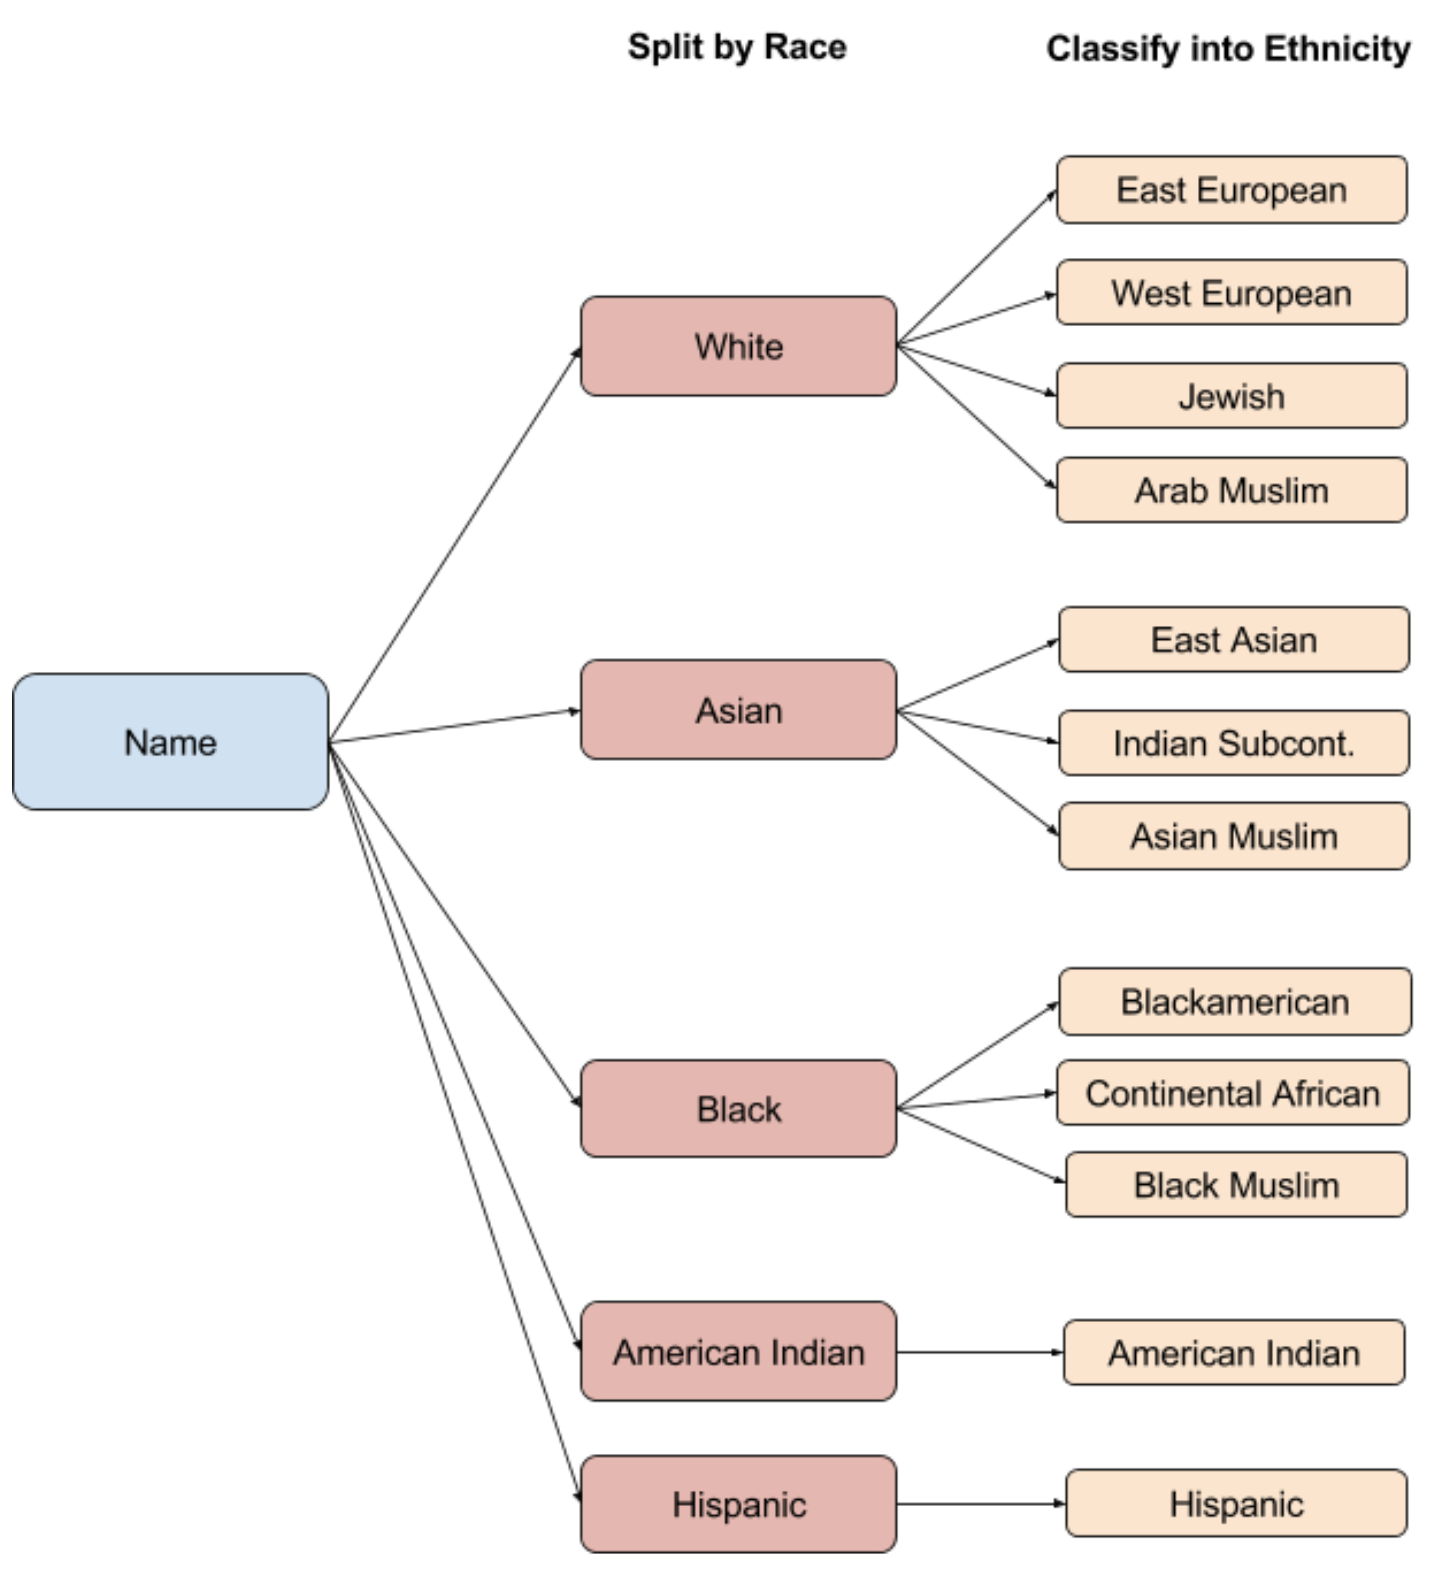 Split by Race
Classify into Ethnicity
Name
White
East European
West European
Jewish
Arab Muslim
Asian
East Asian
Indian Subcont.
Asian Muslim
Black
Blackamerican
Continental African
Black Muslim
American Indian
American Indian
Hispanic
Hispanic